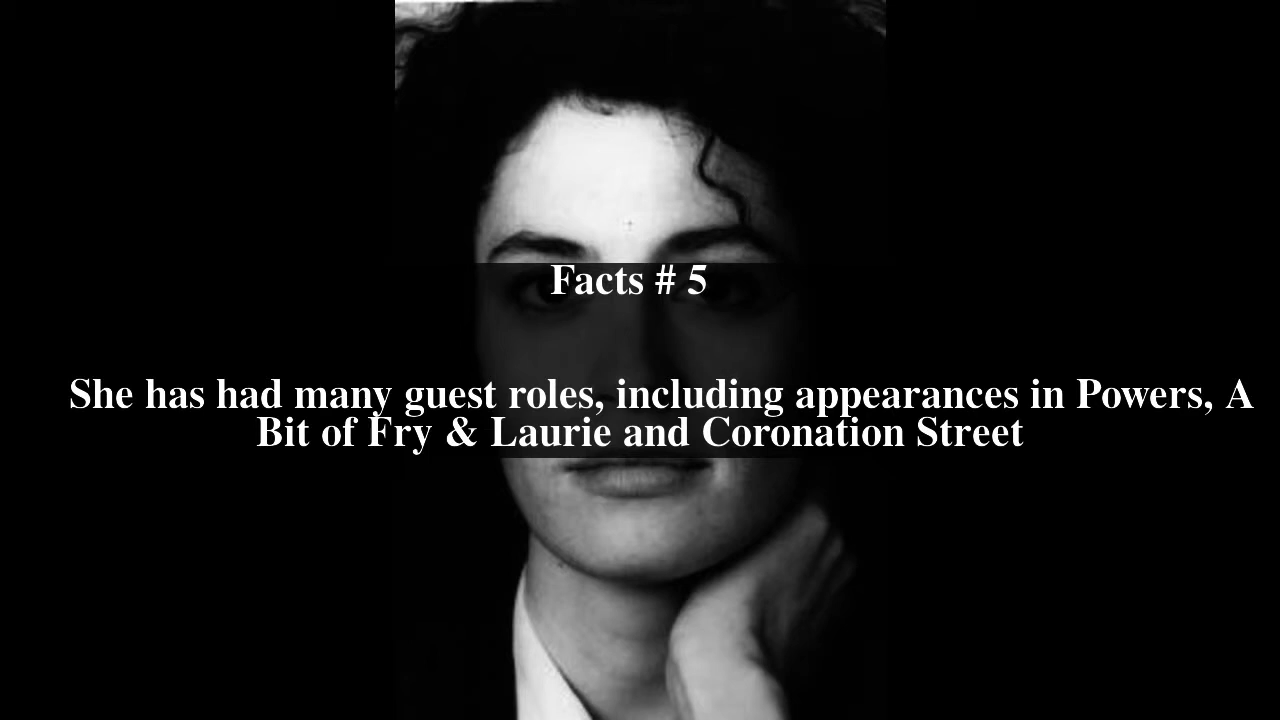 Facts # 5
She has had many guest roles, including appearances in Powers, A
Bit of Fry & Laurie and Coronation Street